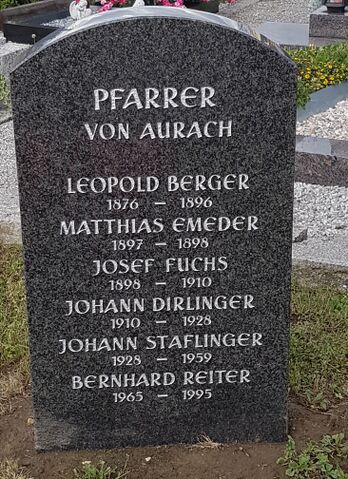 PFARRER
VON AURACH
LEOPOLD BERGER
1876 – 1896
MATTHIAS EMEDER
1897 – 1898
JOSEF FUCHS
1898 – 1910
JOHANN DIRLINGER
1910 – 1928
JOHANN STAFLINGER
1928 – 1959
BERNHARD REITER
1965 – 1995